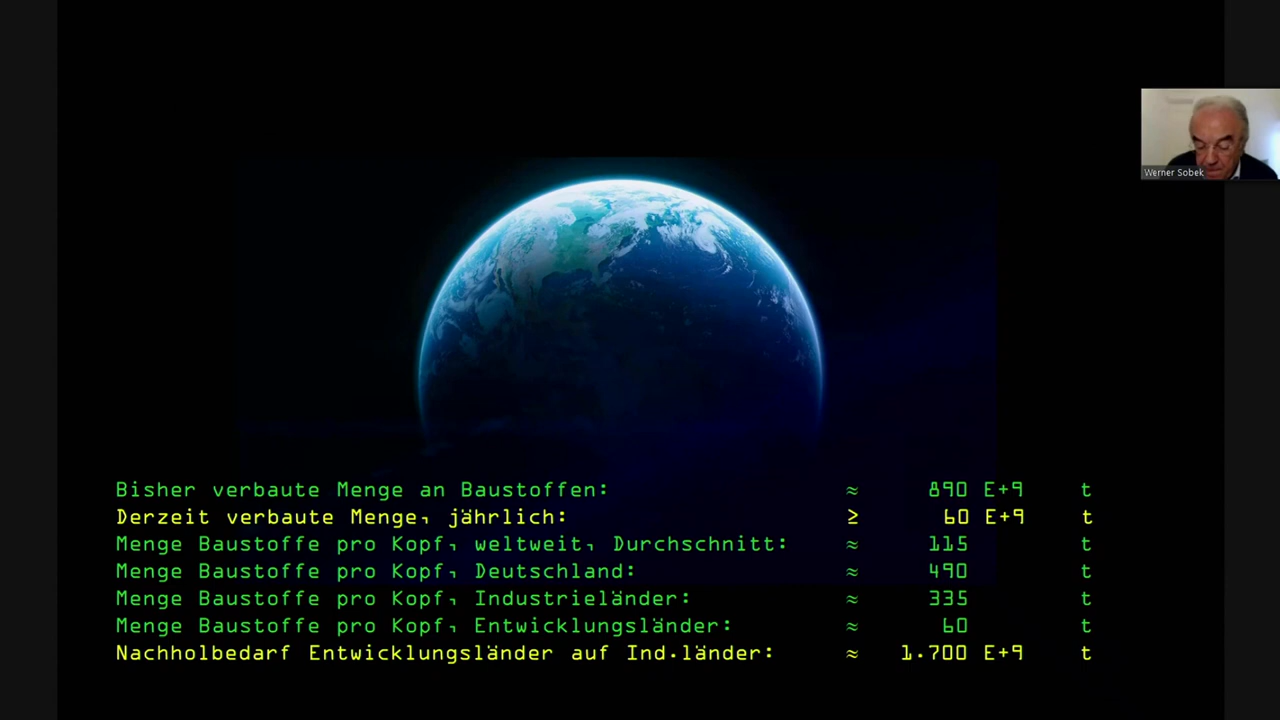 Werner Sobek
Bisher verbaute Menge an Baustoffen: ≈ 890 E+9 t
Derzeit verbaute Menge, jährlich: ≥ 60 E+9 t
Menge Baustoffe pro Kopf, weltweit, Durchschnitt: ≈ 115 t
Menge Baustoffe pro Kopf, Deutschland: ≈ 490 t
Menge Baustoffe pro Kopf, Industrieländer: ≈ 335 t
Menge Baustoffe pro Kopf, Entwicklungsländer: ≈ 60 t
Nachholbedarf Entwicklungsländer auf Ind.länder: ≈ 1.700 E+9 t